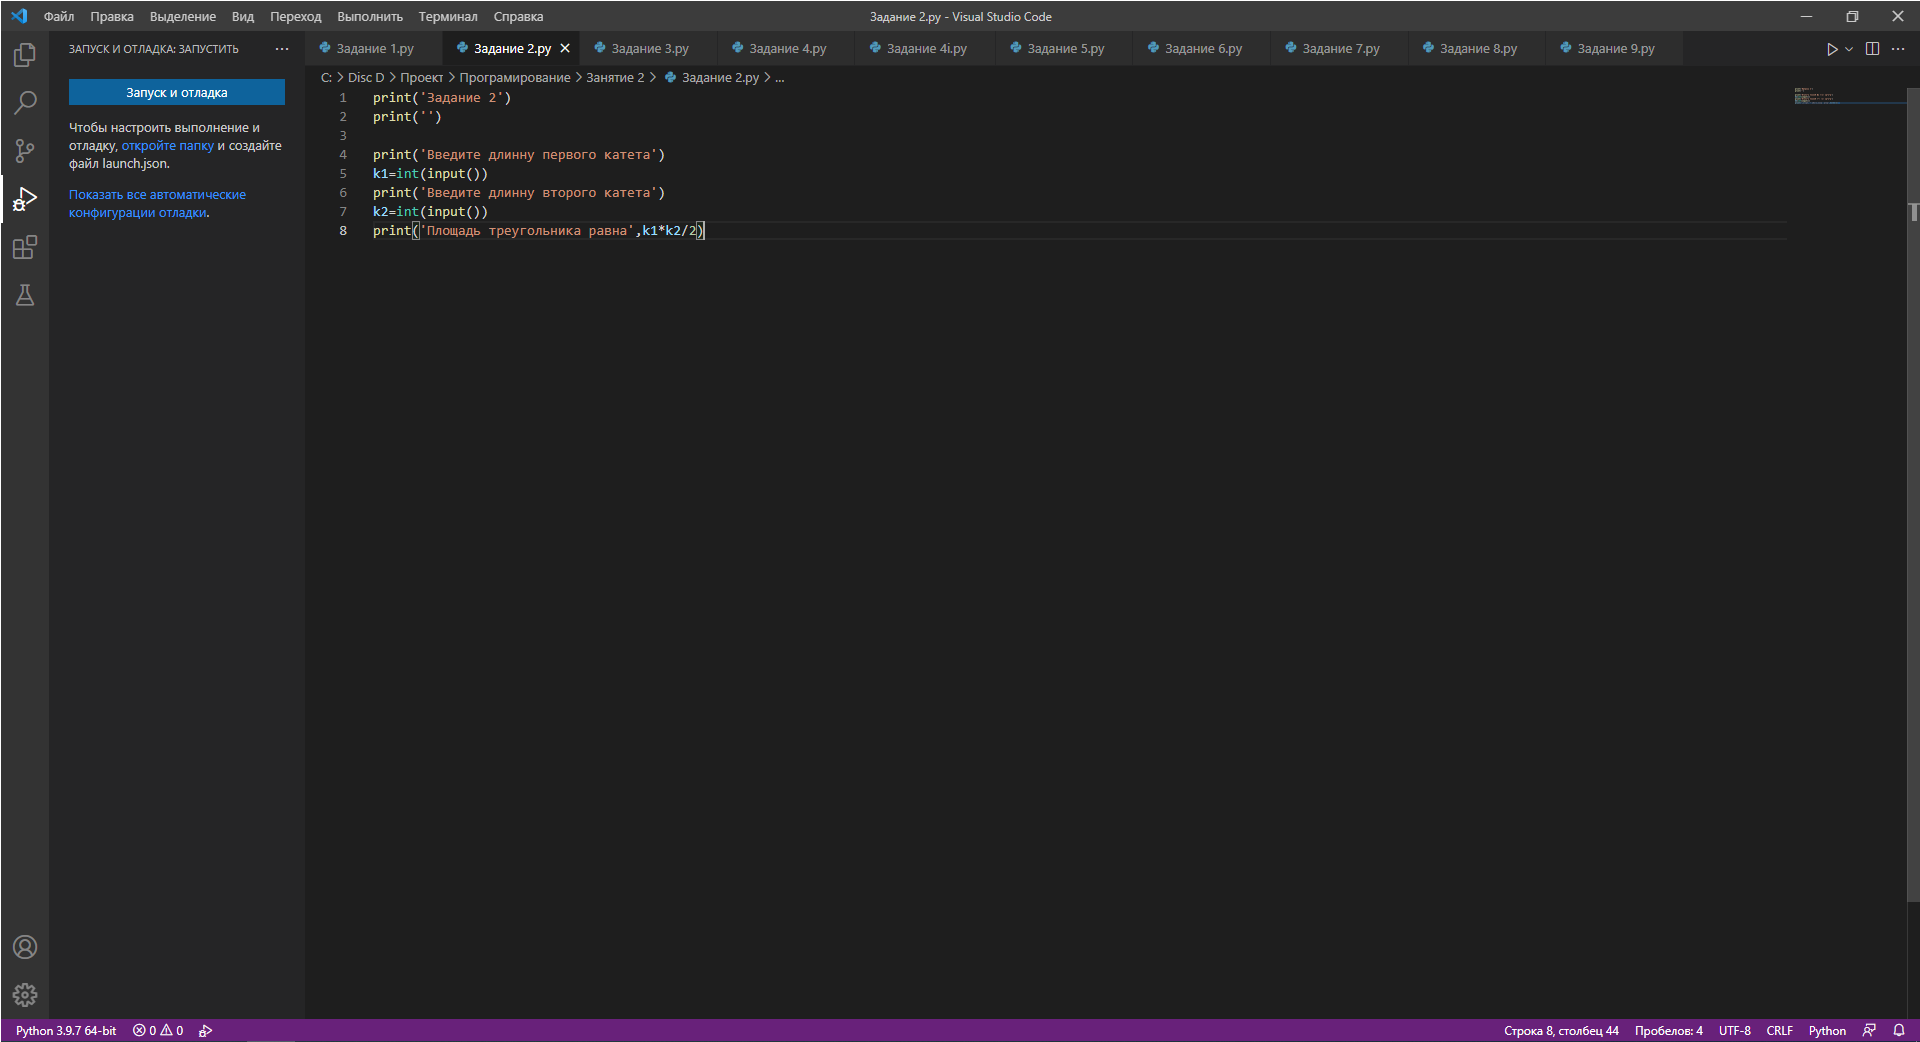 Файл Правка Выделение Вид Переход Выполнить Терминал Справка Задание 2.py - Visual Studio Code
ЗАПУСК И ОТЛАДКА: ЗАПУСТИТЬ ...
Запуск и отладка
Чтобы настроить выполнение и
отладку, откройте папку и создайте
файл launch.json.
Показать все автоматические
конфигурации отладки.
Задание 1.py Задание 2.py Задание 3.py Задание 4.py Задание 4i.py Задание 5.py Задание 6.py Задание 7.py Задание 8.py Задание 9.py
C: > Disc D > Проект > Програмирование > Занятие 2 > Задание 2.py > ...
1 print('Задание 2')
2 print('')
3
4 print('Введите длинну первого катета')
5 k1=int(input())
6 print('Введите длинну второго катета')
7 k2=int(input())
8 print('Площадь треугольника равна',k1*k2/2)
Python 3.9.7 64-bit 0 0 Строка 8, столбец 44 Пробелов: 4 UTF-8 CRLF Python